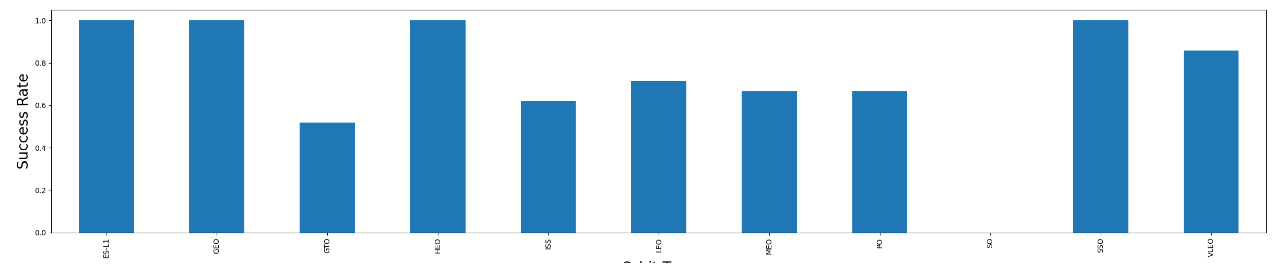 Success Rate
1.0
0.8
0.6
0.4
0.2
0.0
ES-L1
GEO
GTO
HEO
ISS
LEO
MEO
PO
SO
SSO
VLEO